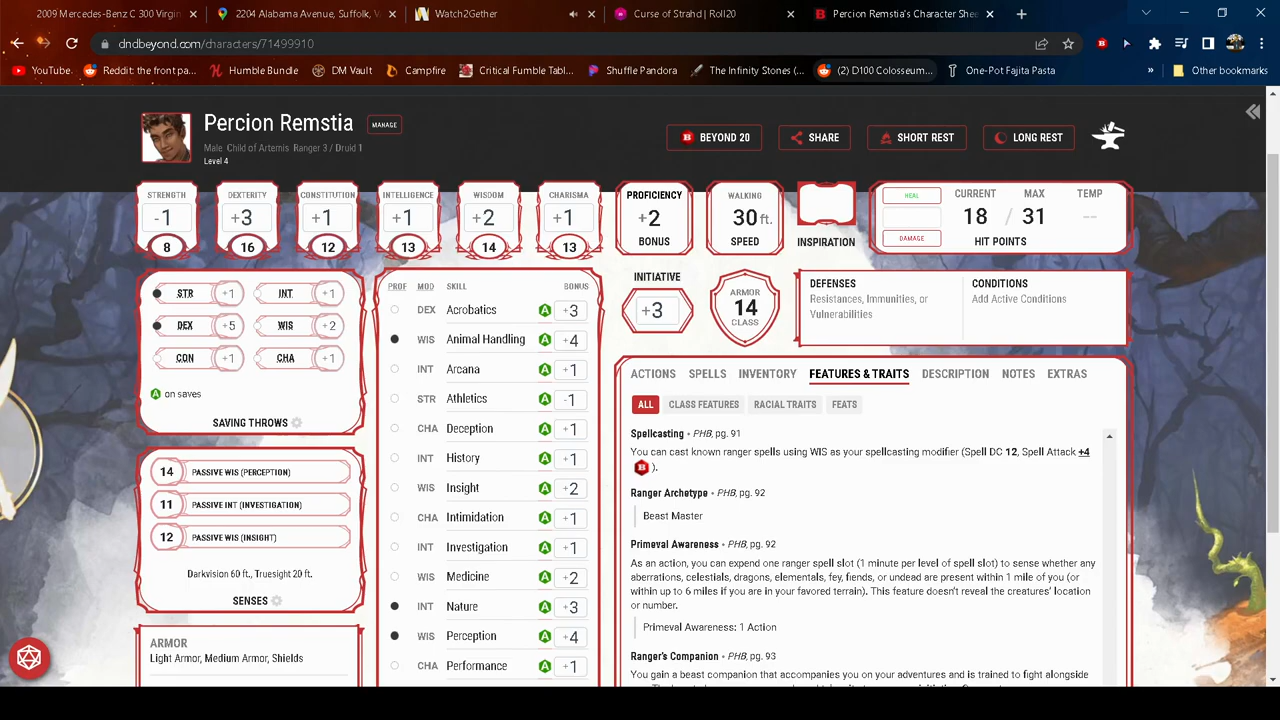 2009 Mercedes-Benz C 300 Virgin
2204 Alabama Avenue, Suffolk, V
Watch2Gether
Curse of Strahd | Roll20
Percion Remstia's Character She
dndbeyond.com/characters/71499910
YouTube
Reddit: the front pa...
Humble Bundle
DM Vault
Campfire
Critical Fumble Tabl...
Shuffle Pandora
The Infinity Stones (...
(2) D100 Colosseum...
One-Pot Fajita Pasta
»
Other bookmarks
Percion Remstia
MANAGE
Male Child of Artemis Ranger 3 / Druid 1
Level 4
BEYOND 20
SHARE
SHORT REST
LONG REST
STRENGTH
-1
8
DEXTERITY
+3
16
CONSTITUTION
+1
12
INTELLIGENCE
+1
13
WISDOM
+2
14
CHARISMA
+1
13
PROFICIENCY
+2
BONUS
WALKING
30 ft.
SPEED
INSPIRATION
HEAL
DAMAGE
CURRENT
MAX
TEMP
18 / 31 --
HIT POINTS
STR +1
INT +1
DEX +5
WIS +2
CON +1
CHA +1
A on saves
SAVING THROWS
14 PASSIVE WIS (PERCEPTION)
11 PASSIVE INT (INVESTIGATION)
12 PASSIVE WIS (INSIGHT)
Darkvision 60 ft., Truesight 20 ft.
SENSES
ARMOR
Light Armor, Medium Armor, Shields
PROF MOD SKILL BONUS
DEX Acrobatics A +3
WIS Animal Handling A +4
INT Arcana A +1
STR Athletics A -1
CHA Deception A +1
INT History A +1
WIS Insight A +2
CHA Intimidation A +1
INT Investigation A +1
WIS Medicine A +2
INT Nature A +3
WIS Perception A +4
CHA Performance A +1
INITIATIVE
+3
ARMOR
14
CLASS
DEFENSES
Resistances, Immunities, or
Vulnerabilities
CONDITIONS
Add Active Conditions
ACTIONS SPELLS INVENTORY FEATURES & TRAITS DESCRIPTION NOTES EXTRAS
ALL CLASS FEATURES RACIAL TRAITS FEATS
Spellcasting • PHB, pg. 91
You can cast known ranger spells using WIS as your spellcasting modifier (Spell DC 12, Spell Attack +4
B ).
Ranger Archetype • PHB, pg. 92
Beast Master
Primeval Awareness • PHB, pg. 92
As an action, you can expend one ranger spell slot (1 minute per level of spell slot) to sense whether any
aberrations, celestials, dragons, elementals, fey, fiends, or undead are present within 1 mile of you (or
within up to 6 miles if you are in your favored terrain). This feature doesn't reveal the creatures' location
or number.
Primeval Awareness: 1 Action
Ranger's Companion • PHB, pg. 93
You gain a beast companion that accompanies you on your adventures and is trained to fight alongside